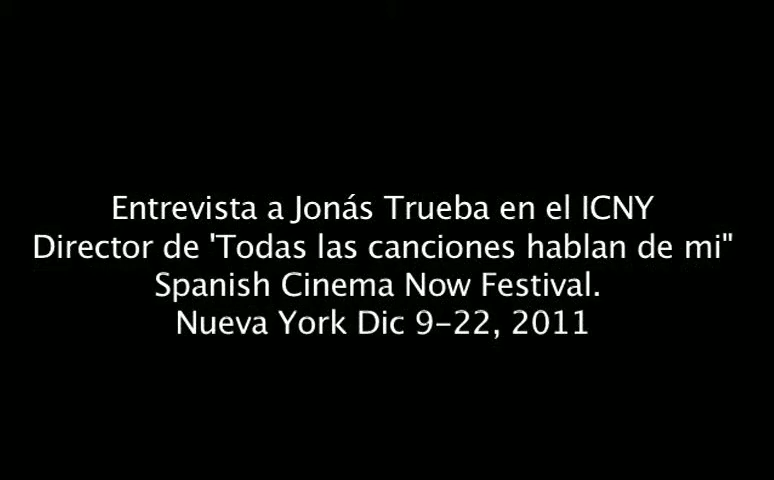 Entrevista a Jonás Trueba en el ICNY
Director de 'Todas las canciones hablan de mi"
Spanish Cinema Now Festival.
Nueva York Dic 9-22, 2011